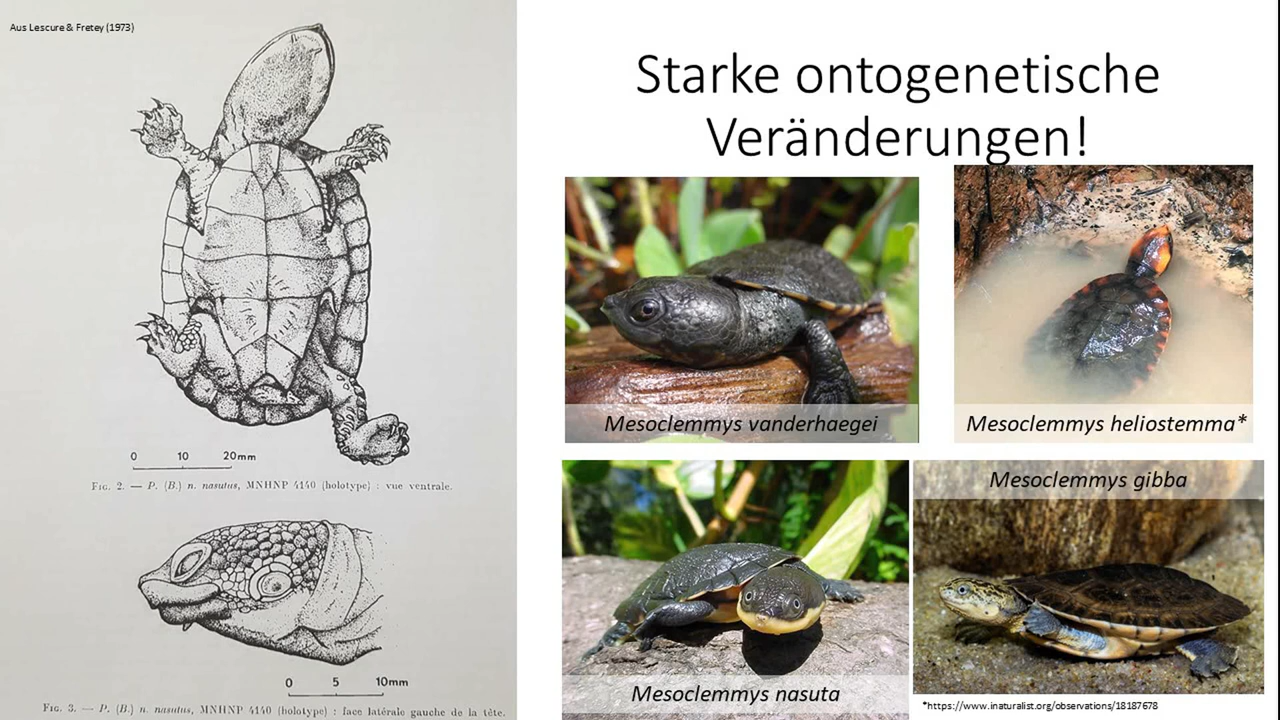 Aus Lescure & Fretey (1973)
0 10 20mm
Fig. 2. — P. (B.) n. nasutus, MNHNP 4140 (holotype) : vue ventrale.
0 5 10mm
Fig. 3. — P. (B.) n. nasutus, MNHNP 4140 (holotype) : face latérale gauche de la tête.
Starke ontogenetische
Veränderungen!
Mesoclemmys vanderhaegei
Mesoclemmys heliostemma*
Mesoclemmys nasuta
Mesoclemmys gibba
*https://www.inaturalist.org/observations/18187678